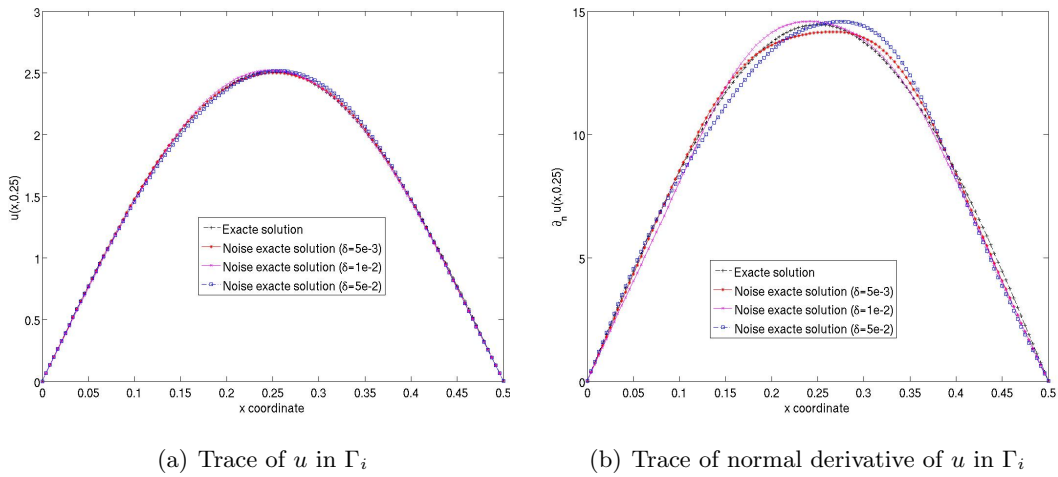 3
2.5
2
1.5
1
0.5
0
u(x,0.25)
Exacte solution
Noise exacte solution (δ=5e-3)
Noise exacte solution (δ=1e-2)
Noise exacte solution (δ=5e-2)
0 0.05 0.1 0.15 0.2 0.25 0.3 0.35 0.4 0.45 0.5
x coordinate
(a) Trace of u in Γi
15
10
5
0
∂n u(x,0.25)
Exacte solution
Noise exacte solution (δ=5e-3)
Noise exacte solution (δ=1e-2)
Noise exacte solution (δ=5e-2)
0 0.05 0.1 0.15 0.2 0.25 0.3 0.35 0.4 0.45 0.5
x coordinate
(b) Trace of normal derivative of u in Γi